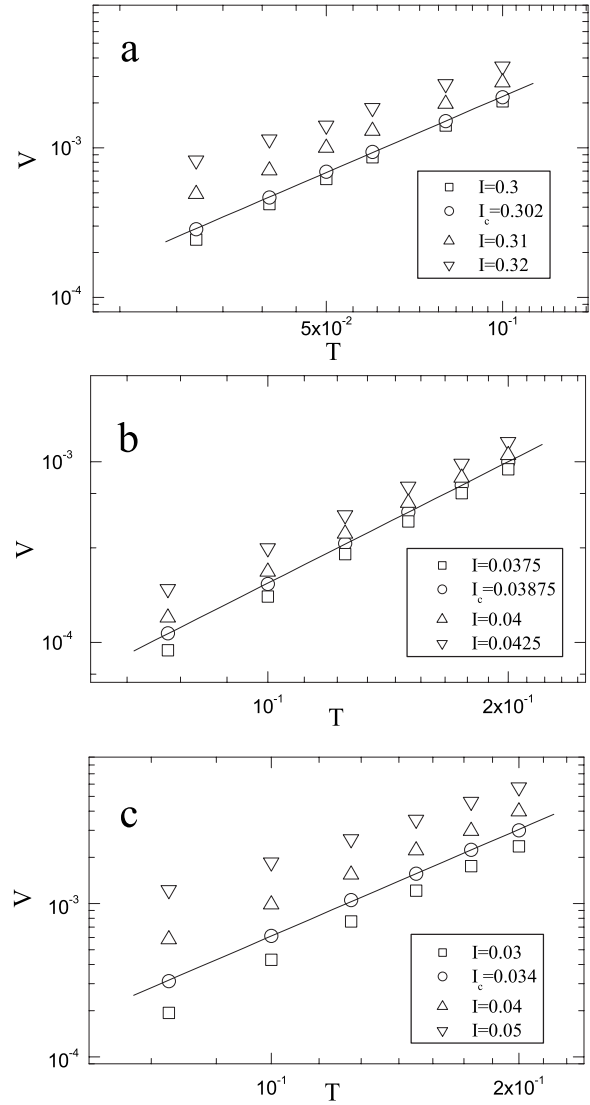 a
10⁻³
V
10⁻⁴
I=0.3
I_c=0.302
I=0.31
I=0.32
5x10⁻²
10⁻¹
T
b
10⁻³
V
10⁻⁴
I=0.0375
I_c=0.03875
I=0.04
I=0.0425
10⁻¹
2x10⁻¹
T
c
V
10⁻³
10⁻⁴
I=0.03
I_c=0.034
I=0.04
I=0.05
10⁻¹
2x10⁻¹
T